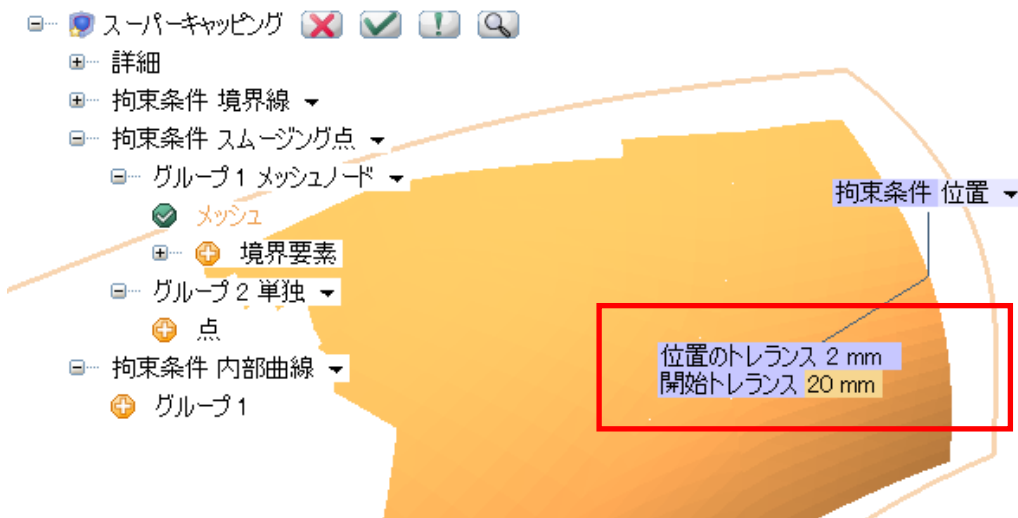 スーパーキャッピング
詳細
拘束条件 境界線
拘束条件 スムージング点
グループ1 メッシュノード
拘束条件 位置
メッシュ
境界要素
グループ2 単独
点
位置のトレランス 2 mm
拘束条件 内部曲線
開始トレランス 20 mm
グループ1